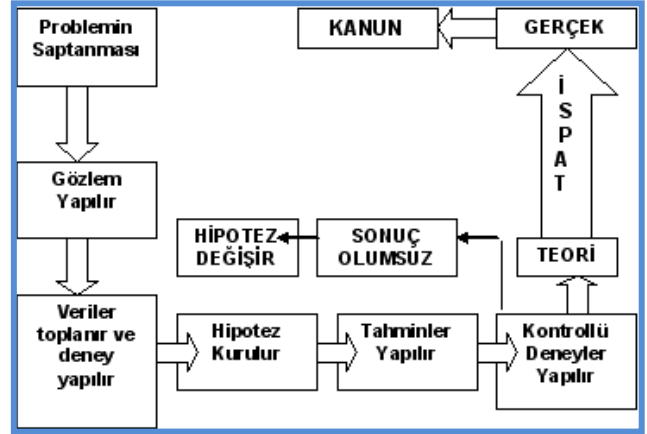 Problemin
Saptanması
KANUN
GERÇEK
İ
S
P
A
T
Gözlem
Yapılır
HİPOTEZ
DEĞİŞİR
SONUÇ
OLUMSUZ
TEORİ
Veriler
toplanır ve
deney
yapılır
Hipotez
Kurulur
Tahminler
Yapılır
Kontrollü
Deneyler
Yapılır